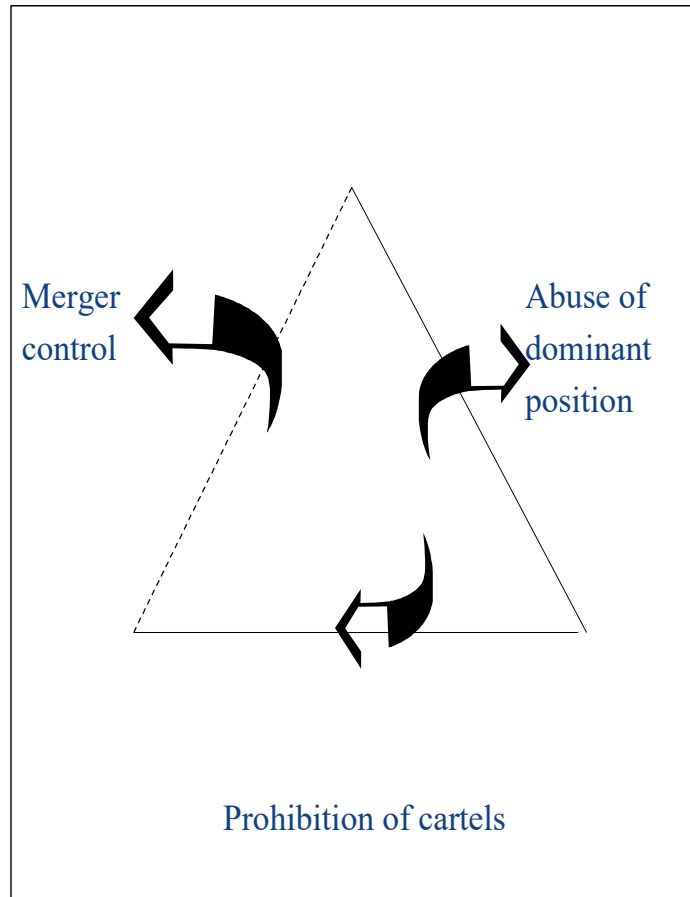 Merger
control
Abuse of
dominant
position
Prohibition of cartels